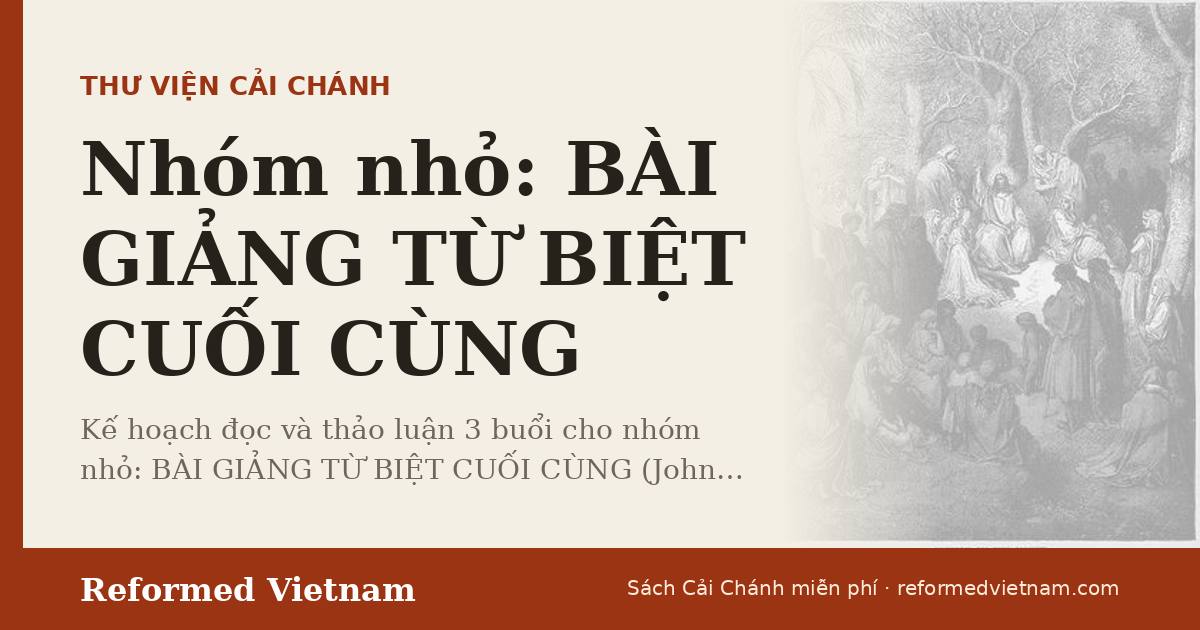 THƯ VIỆN CẢI CHÁNH
Nhóm nhỏ: BÀI
GIẢNG TỪ BIỆT
CUỐI CÙNG
Kế hoạch đọc và thảo luận 3 buổi cho nhóm
nhỏ: BÀI GIẢNG TỪ BIỆT CUỐI CÙNG (John…
Reformed Vietnam
Sách Cải Chánh miễn phí · reformedvietnam.com